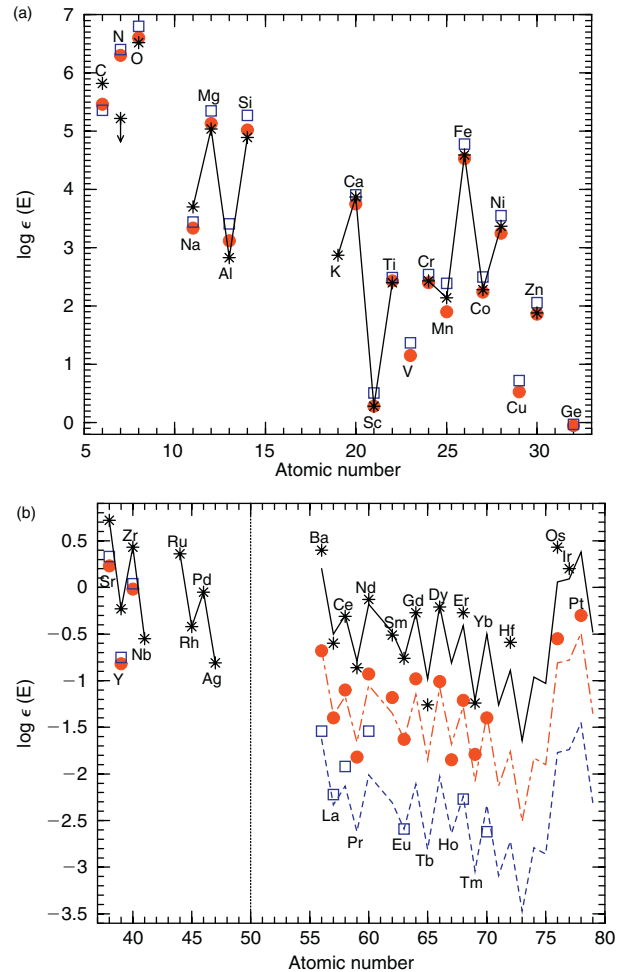 (a)
7
6
5
4
3
2
1
0
log ϵ (E)
C
N
O
Na
Mg
Al
Si
K
Ca
Sc
Ti
V
Cr
Mn
Fe
Co
Ni
Cu
Zn
Ge
5 10 15 20 25 30
Atomic number
(b)
0.5
0
−0.5
−1
−1.5
−2
−2.5
−3
−3.5
log ϵ (E)
Sr
Y
Zr
Nb
Ru
Rh
Pd
Ag
Ba
La
Ce
Pr
Nd
Sm
Eu
Gd
Tb
Dy
Ho
Er
Tm
Yb
Hf
Os
Ir
Pt
40 45 50 55 60 65 70 75 80
Atomic number